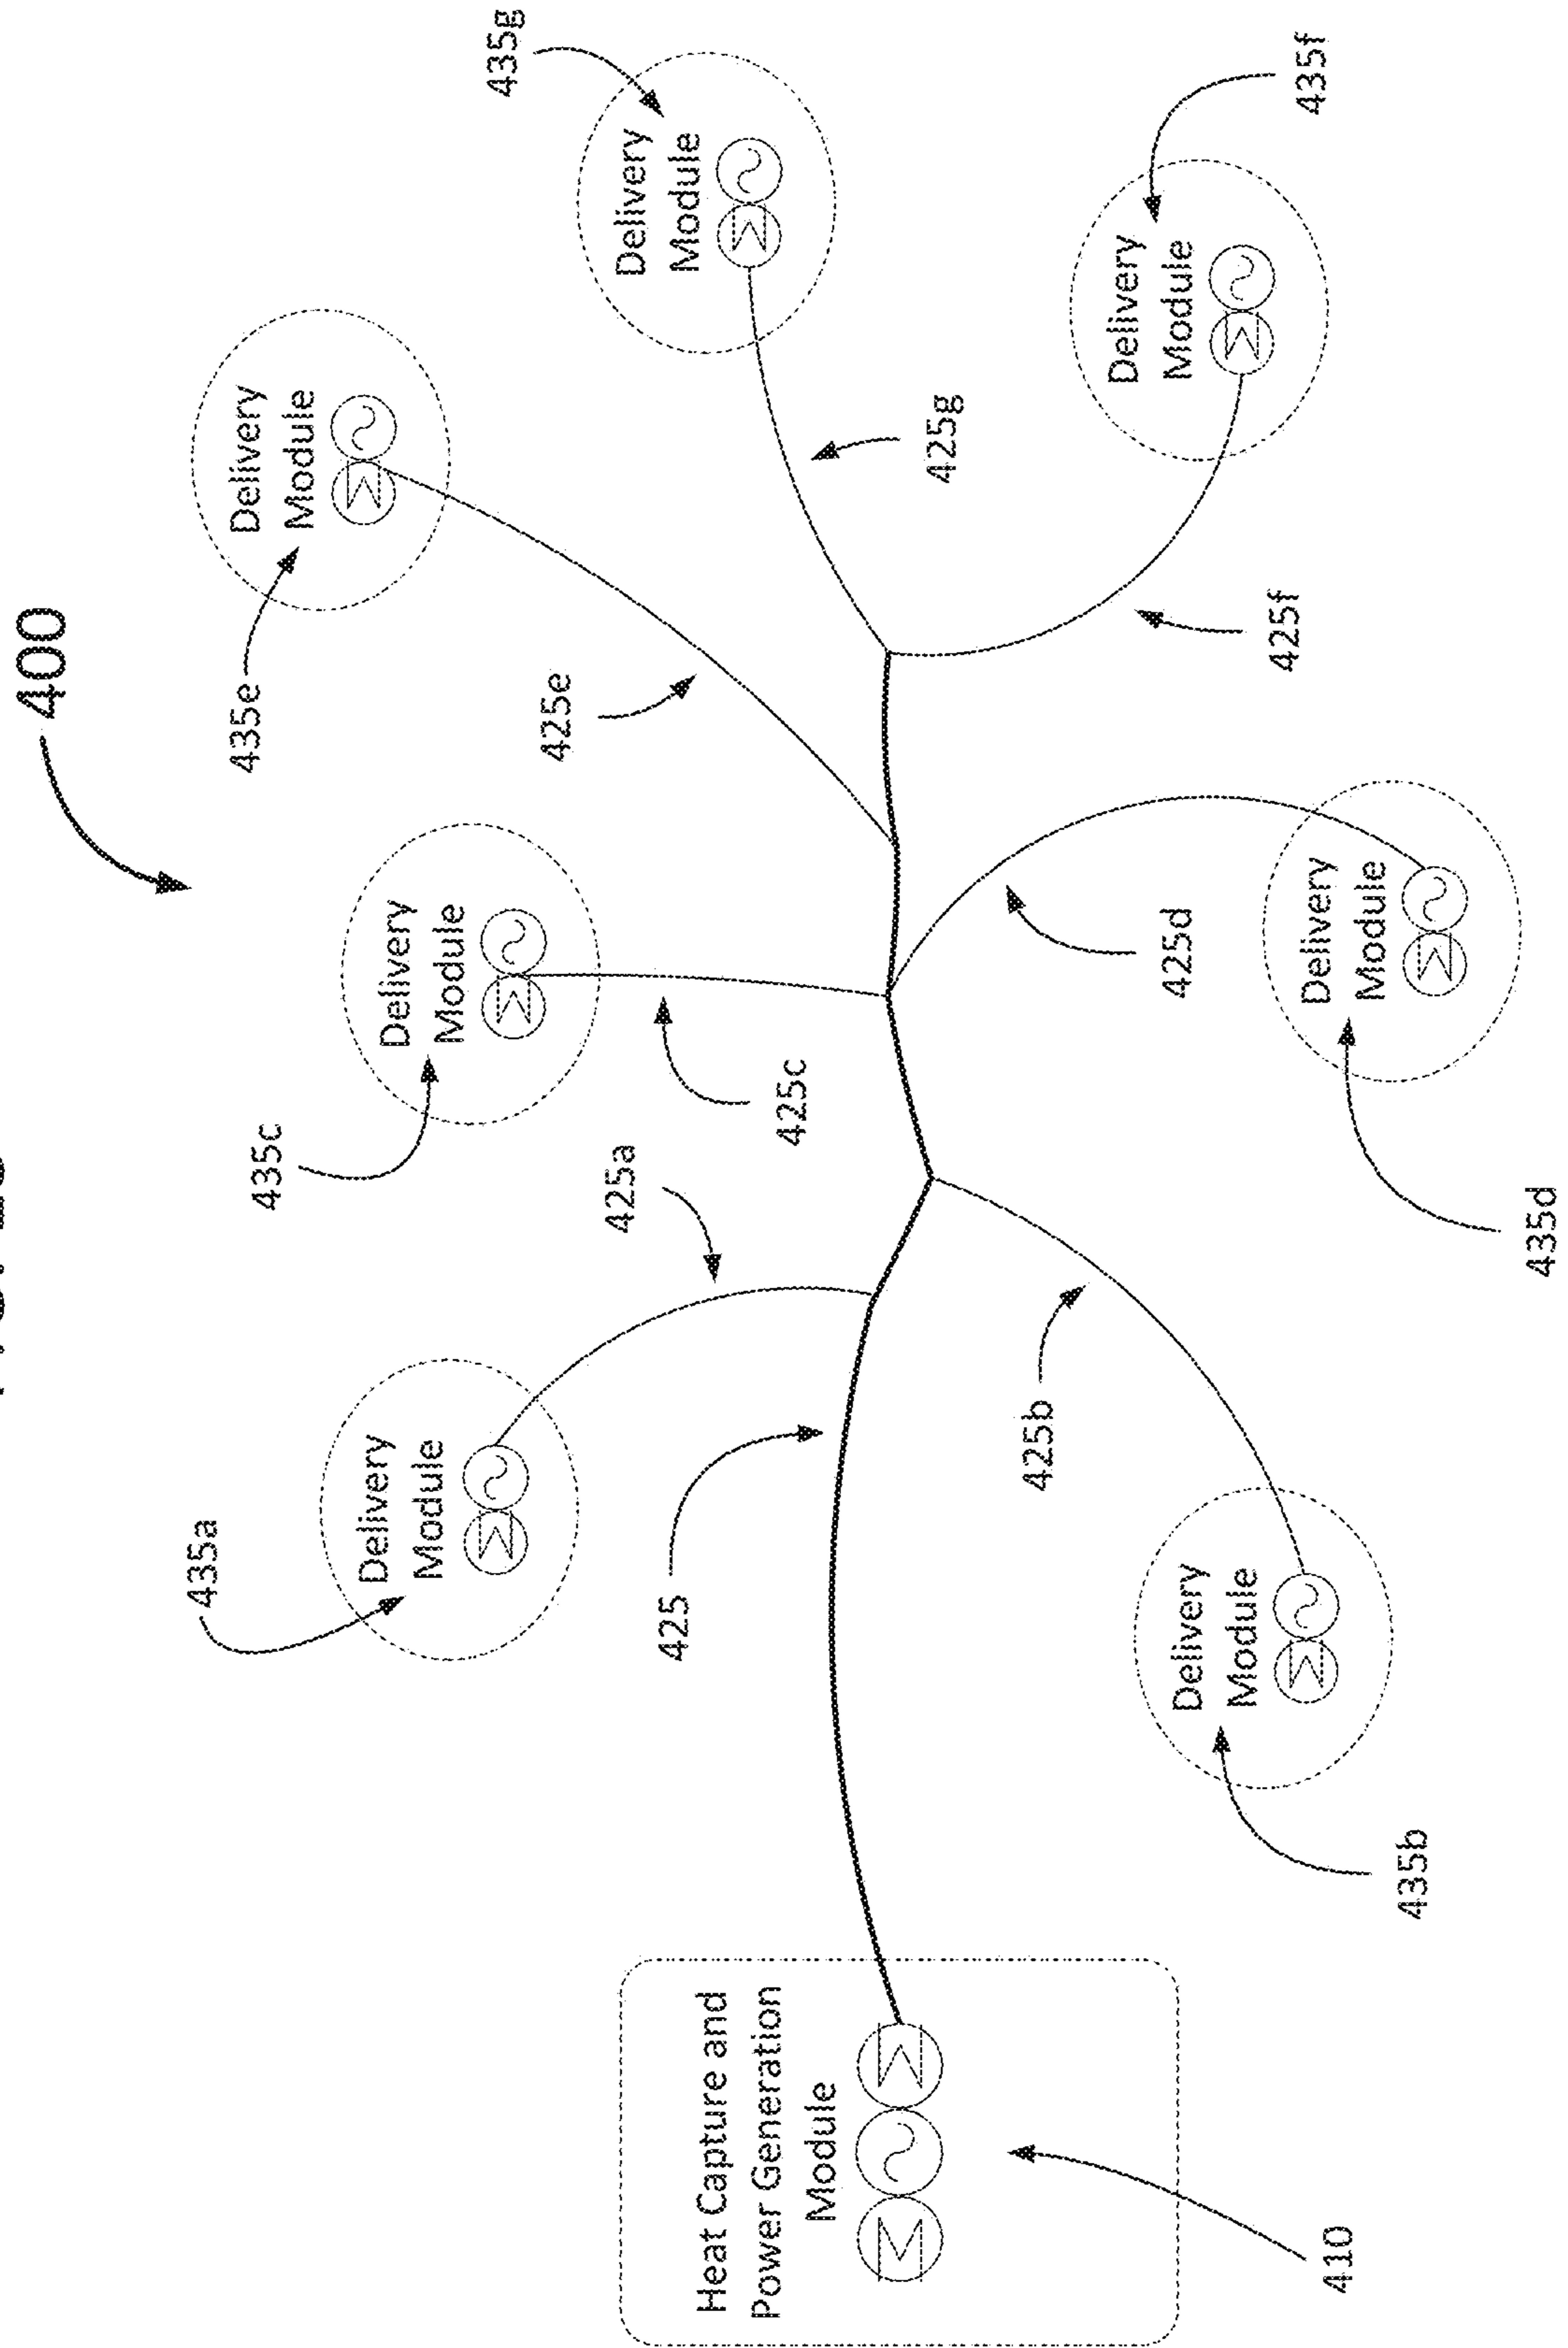 400
435a
435c
435e
Delivery
Module
Delivery
Module
Delivery
Module
435g
425e
425a
Delivery
Module
425
Heat Capture and
Power Generation
Module
425c
425g
425b
Delivery
Module
425d
Delivery
Module
425f
435f
Delivery
Module
410
435b
435d